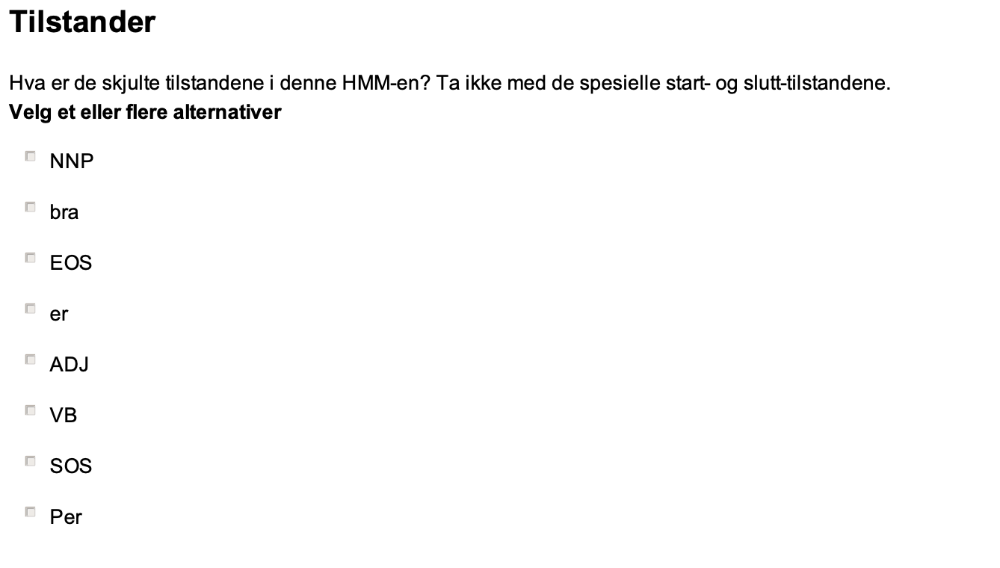 Tilstander
Hva er de skjulte tilstandene i denne HMM-en? Ta ikke med de spesielle start- og slutt-tilstandene.
Velg et eller flere alternativer
NNP
bra
EOS
er
ADJ
VB
SOS
Per